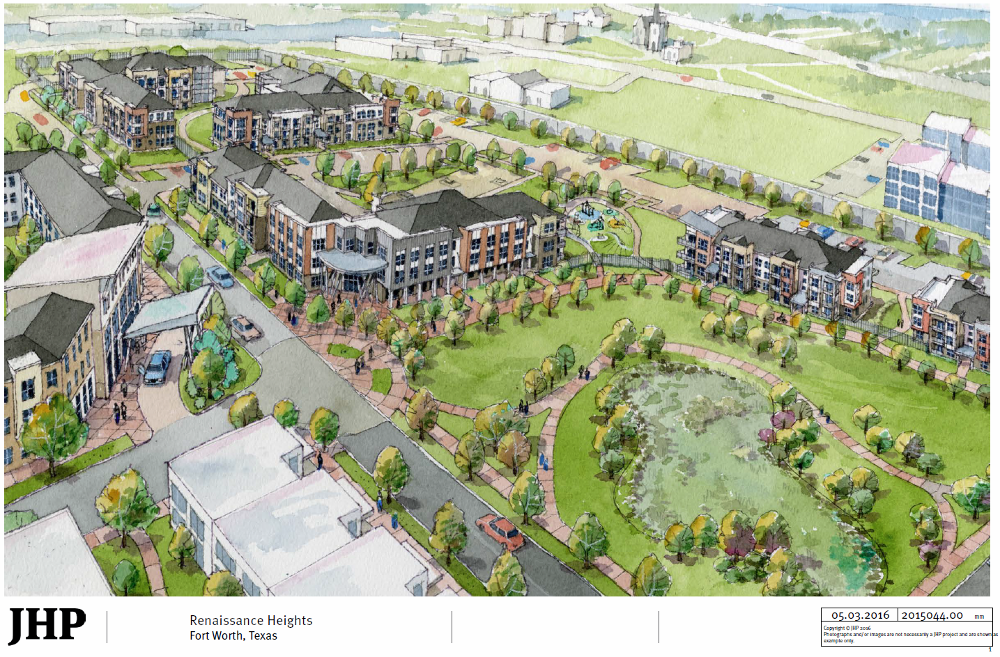 JHP
Renaissance Heights
Fort Worth, Texas
05.03.2016 2015044.00 mm
Copyright © JHP 2016
Photographs and/or images are not necessarily a JHP project and are shown as
example only.
1